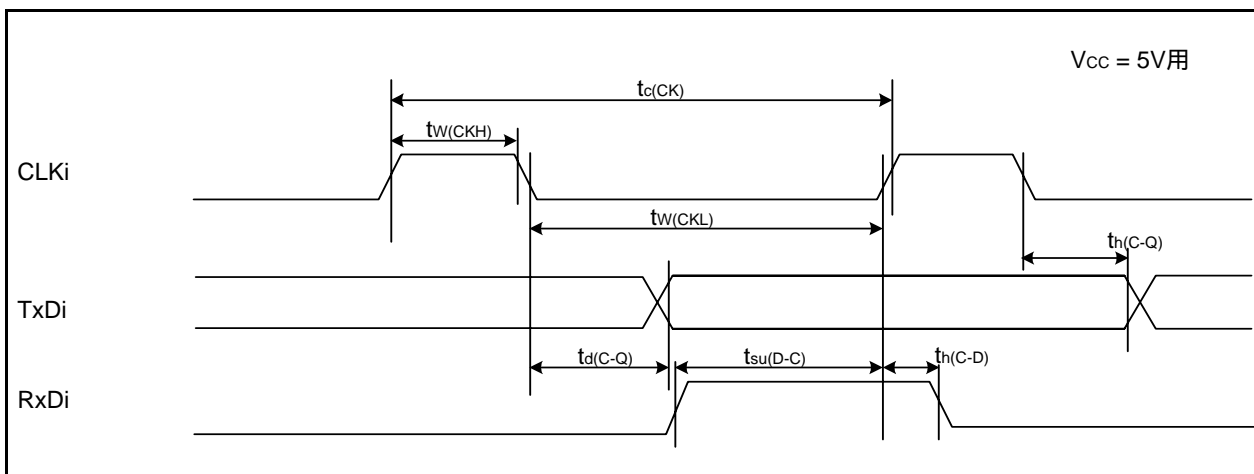 Vcc = 5V用
tc(CK)
tW(CKH)
CLKi
tW(CKL)
th(C-Q)
TxDi
td(C-Q)
tsu(D-C)
th(C-D)
RxDi